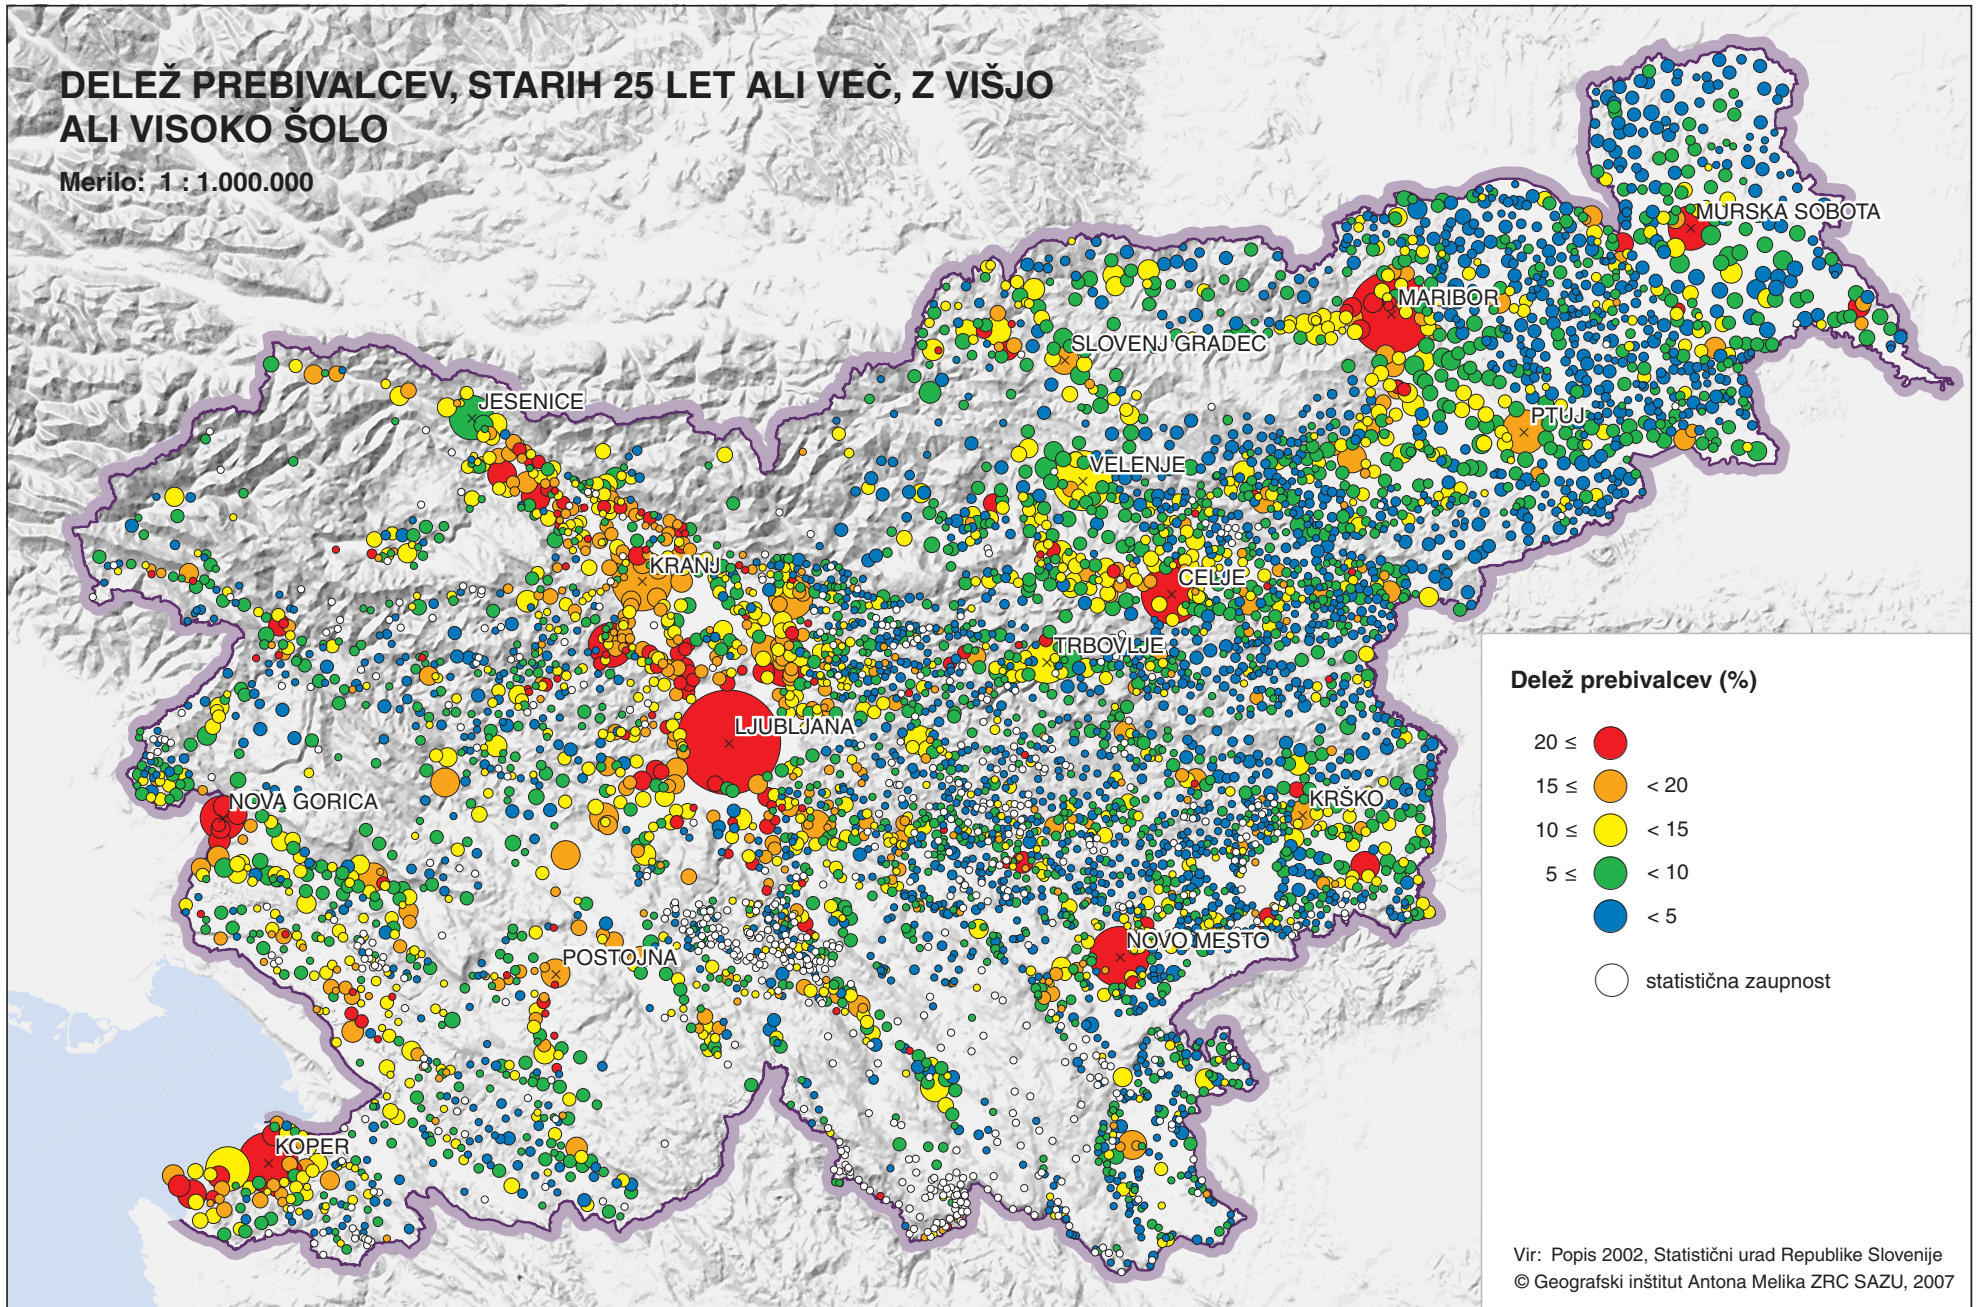 DELEŽ PREBIVALCEV, STARIH 25 LET ALI VEČ, Z VIŠJO
ALI VISOKO ŠOLO
Merilo: 1 : 1.000.000
MURSKA SOBOTA
MARIBOR
SLOVENJ GRADEC
JESENICE
PTUJ
VELENJE
KRANJ
CELJE
TRBOVLJE
LJUBLJANA
NOVA GORICA
KRŠKO
NOVO MESTO
POSTOJNA
KOPER
Delež prebivalcev (%)
20 ≤
15 ≤ < 20
10 ≤ < 15
5 ≤ < 10
< 5
statistična zaupnost
Vir: Popis 2002, Statistični urad Republike Slovenije
© Geografski inštitut Antona Melika ZRC SAZU, 2007